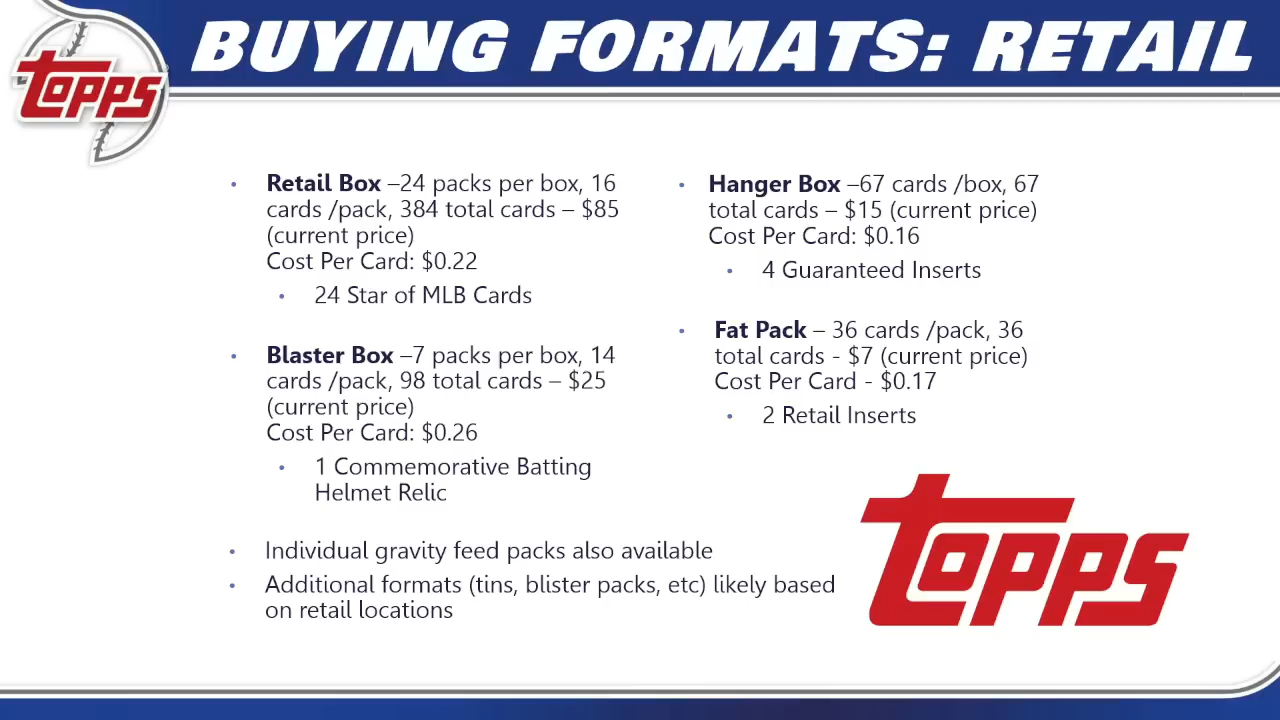 BUYING FORMATS: RETAIL
TOPPS
• Retail Box –24 packs per box, 16
cards /pack, 384 total cards – $85
(current price)
Cost Per Card: $0.22
• 24 Star of MLB Cards
• Blaster Box –7 packs per box, 14
cards /pack, 98 total cards – $25
(current price)
Cost Per Card: $0.26
• 1 Commemorative Batting
Helmet Relic
• Hanger Box –67 cards /box, 67
total cards – $15 (current price)
Cost Per Card: $0.16
• 4 Guaranteed Inserts
• Fat Pack – 36 cards /pack, 36
total cards - $7 (current price)
Cost Per Card - $0.17
• 2 Retail Inserts
• Individual gravity feed packs also available
• Additional formats (tins, blister packs, etc) likely based
on retail locations
TOPPS